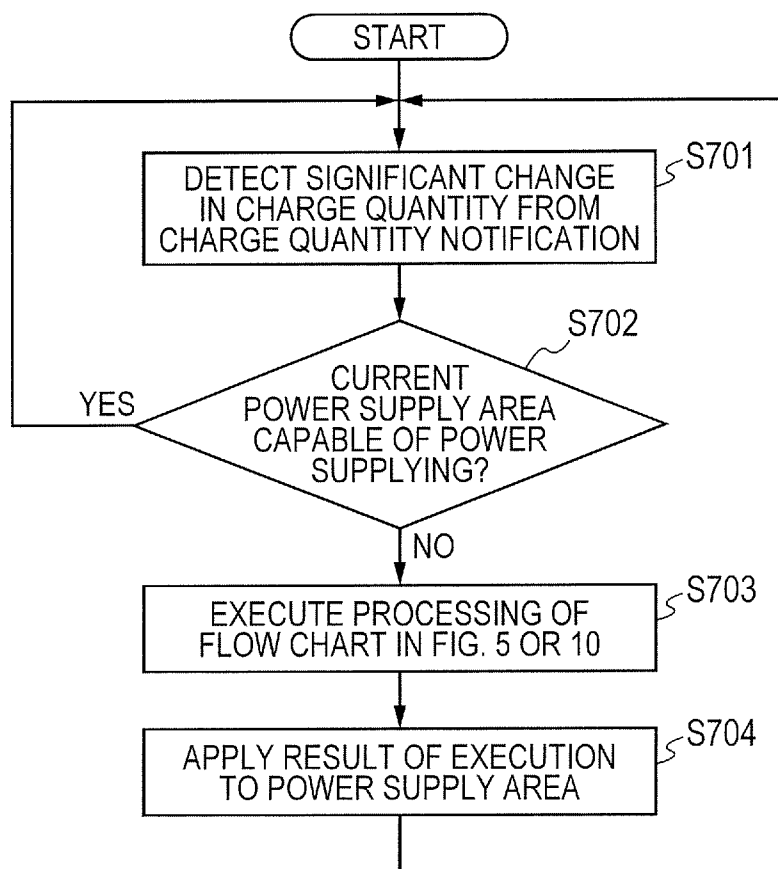 START
DETECT SIGNIFICANT CHANGE
IN CHARGE QUANTITY FROM
CHARGE QUANTITY NOTIFICATION
S701
S702
CURRENT
POWER SUPPLY AREA
CAPABLE OF POWER
SUPPLYING?
YES
NO
EXECUTE PROCESSING OF
FLOW CHART IN FIG. 5 OR 10
S703
APPLY RESULT OF EXECUTION
TO POWER SUPPLY AREA
S704